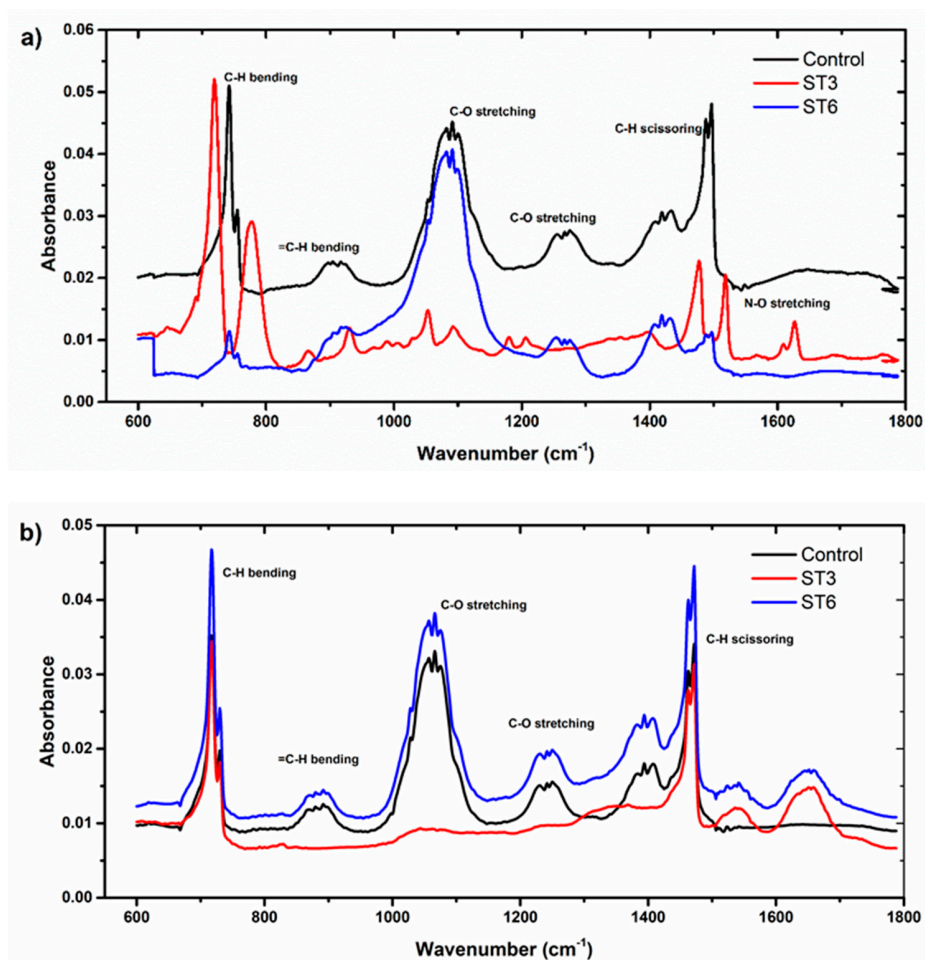 a)
0.06
0.05
0.04
0.03
0.02
0.01
0.00
Absorbance
C-H bending
=C-H bending
C-O stretching
C-O stretching
C-H scissoring
N-O stretching
Control
ST3
ST6
600 800 1000 1200 1400 1600 1800
Wavenumber (cm⁻¹)
b)
0.05
0.04
0.03
0.02
0.01
0.00
Absorbance
C-H bending
=C-H bending
C-O stretching
C-O stretching
C-H scissoring
Control
ST3
ST6
600 800 1000 1200 1400 1600 1800
Wavenumber (cm⁻¹)